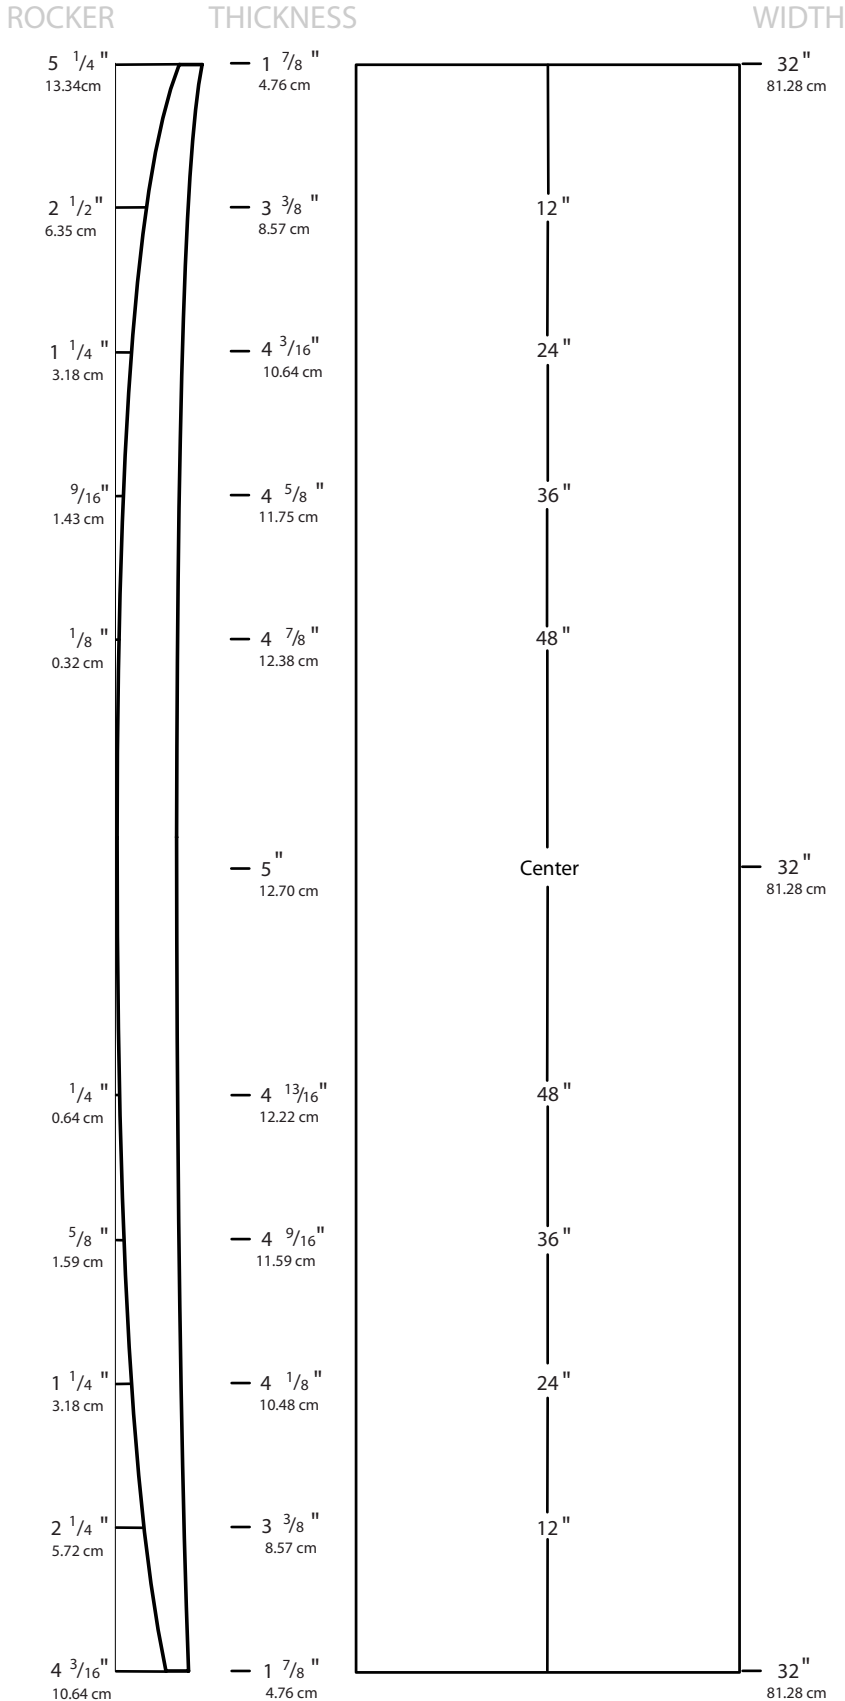 ROCKER THICKNESS WIDTH
5 1/4" 1 7/8" 32"
13.34cm 4.76 cm 81.28 cm
2 1/2" 3 3/8" 12"
6.35 cm 8.57 cm
1 1/4" 4 3/16" 24"
3.18 cm 10.64 cm
9/16" 4 5/8" 36"
1.43 cm 11.75 cm
1/8" 4 7/8" 48"
0.32 cm 12.38 cm
5" Center 32"
12.70 cm 81.28 cm
1/4" 4 13/16" 48"
0.64 cm 12.22 cm
5/8" 4 9/16" 36"
1.59 cm 11.59 cm
1 1/4" 4 1/8" 24"
3.18 cm 10.48 cm
2 1/4" 3 3/8" 12"
5.72 cm 8.57 cm
4 3/16" 1 7/8" 32"
10.64 cm 4.76 cm 81.28 cm